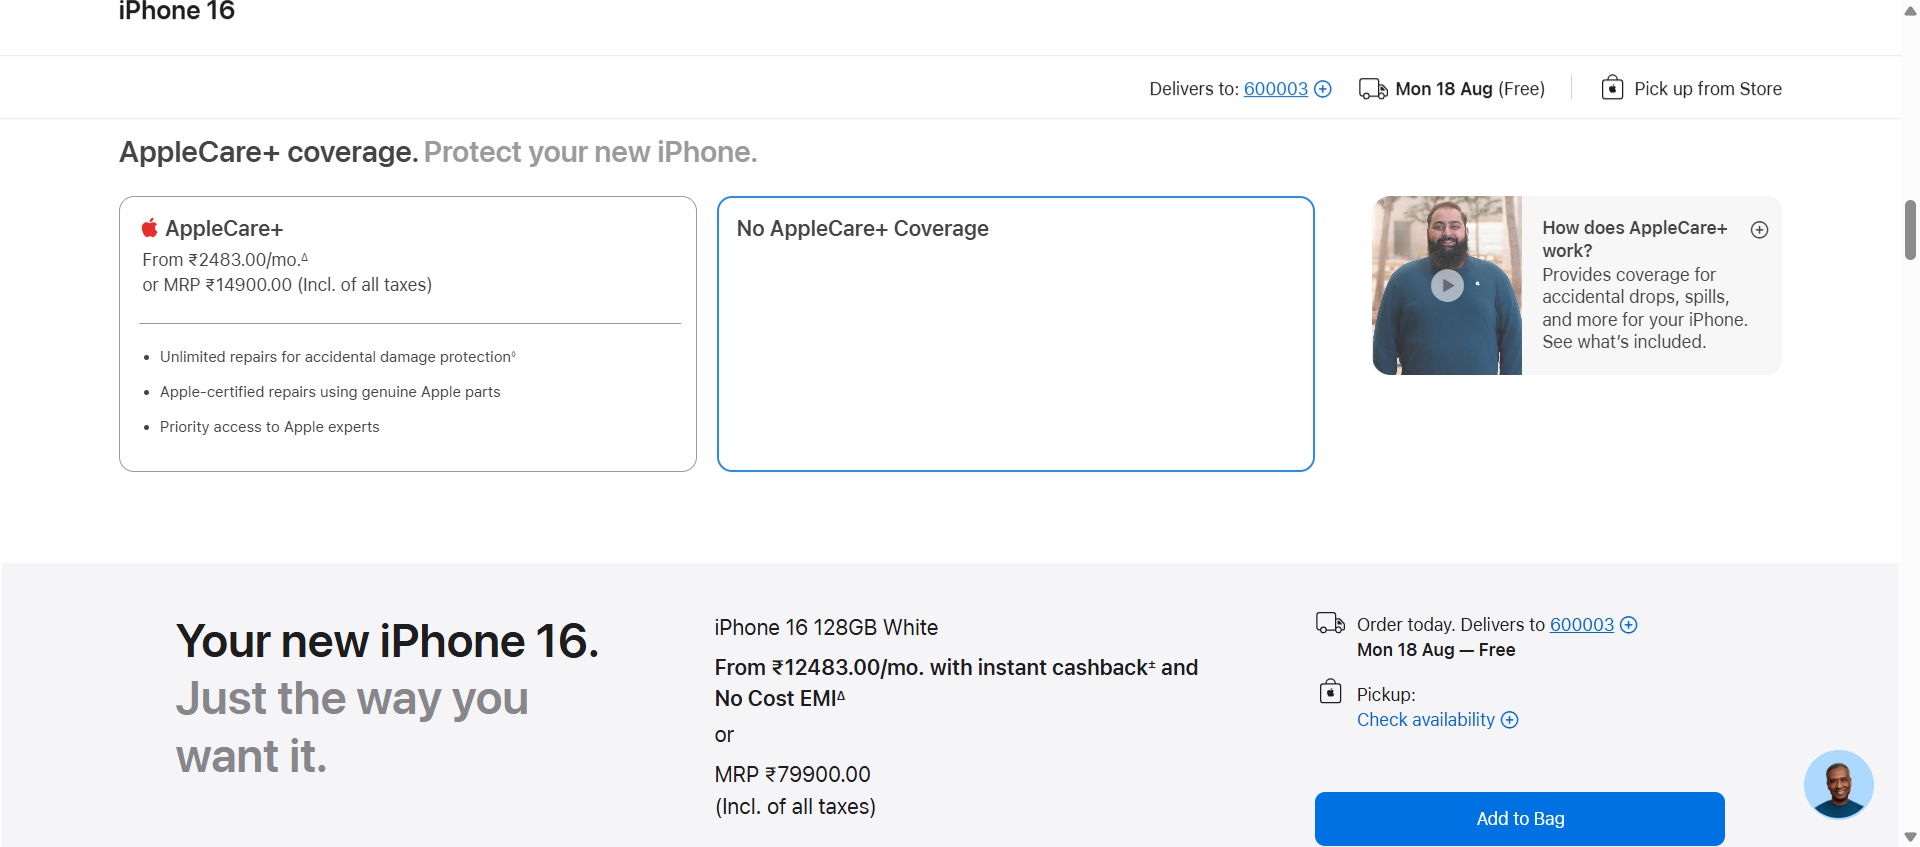 iPhone 16
Delivers to: 600003
Mon 18 Aug (Free)
Pick up from Store
AppleCare+ coverage. Protect your new iPhone.
AppleCare+
From ₹2483.00/mo.Δ
or MRP ₹14900.00 (Incl. of all taxes)
• Unlimited repairs for accidental damage protection◊
• Apple-certified repairs using genuine Apple parts
• Priority access to Apple experts
No AppleCare+ Coverage
How does AppleCare+
work?
Provides coverage for
accidental drops, spills,
and more for your iPhone.
See what’s included.
Your new iPhone 16.
Just the way you
want it.
iPhone 16 128GB White
From ₹12483.00/mo. with instant cashback± and
No Cost EMIΔ
or
MRP ₹79900.00
(Incl. of all taxes)
Order today. Delivers to 600003
Mon 18 Aug — Free
Pickup:
Check availability
Add to Bag